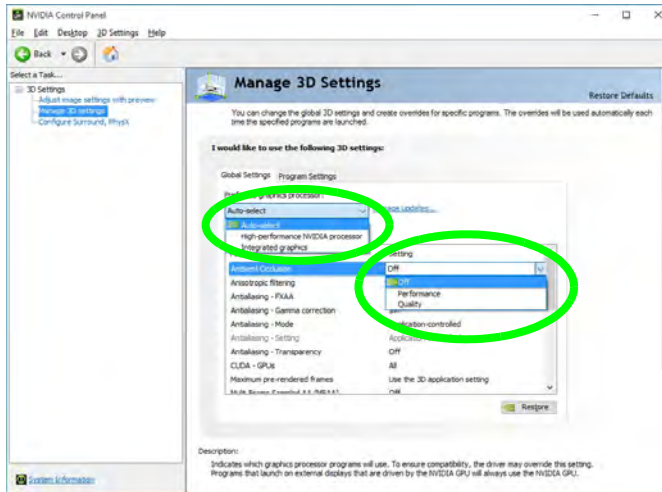 NVIDIA Control Panel
File Edit Desktop 3D Settings Help
Back
Select a Task...
3D Settings
Adjust image settings with preview
Manage 3D settings
Configure Surround, PhysX
System Information
Manage 3D Settings
Restore Defaults
You can change the global 3D settings and create overrides for specific programs. The overrides will be used automatically each
time the specified programs are launched.
I would like to use the following 3D settings:
Global Settings Program Settings
graphics processor:
Auto-select
Auto-select
High-performance NVIDIA processor
Integrated graphics
Setting
Ambient Occlusion Off
Off
Performance
Quality
Anisotropic filtering
Antialiasing - FXAA
Antialiasing - Gamma correction
Antialiasing - Mode Application-controlled
Antialiasing - Setting
Antialiasing - Transparency Off
CUDA - GPUs All
Maximum pre-rendered frames Use the 3D application setting
Off
Restore
Description:
Indicates which graphics processor programs will use. To ensure compatibility, the driver may override this setting.
Programs that launch on external displays that are driven by the NVIDIA GPU will always use the NVIDIA GPU.